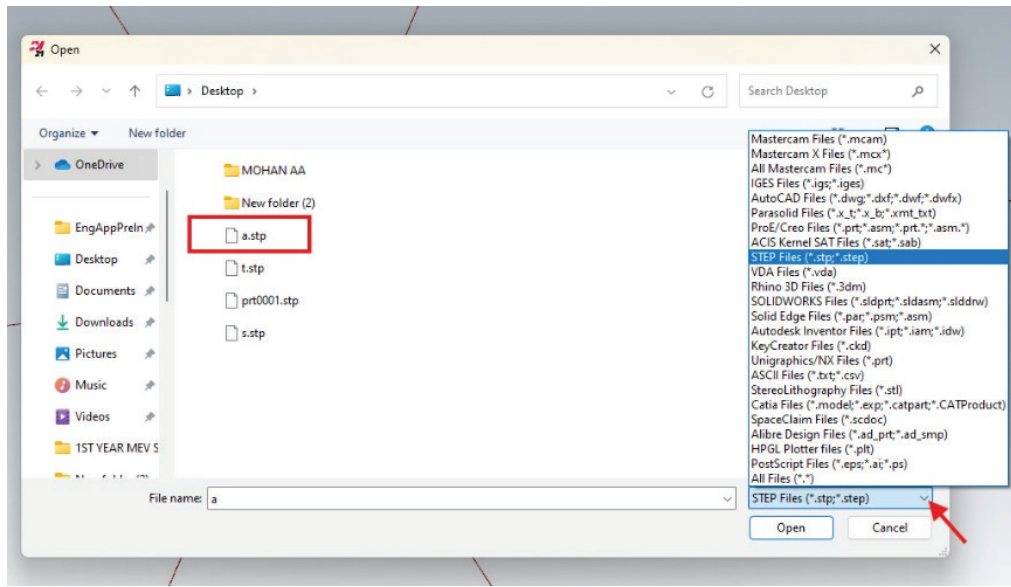 Open
Desktop
Search Desktop
Organize
New folder
OneDrive
EngAppPreIn
Desktop
Documents
Downloads
Pictures
Music
Videos
1ST YEAR MEV S
MOHAN AA
New folder (2)
a.stp
t.stp
prt0001.stp
s.stp
Mastercam Files (*.mcam)
Mastercam X Files (*.mcx*)
All Mastercam Files (*.mc*)
IGES Files (*.igs;*.iges)
AutoCAD Files (*.dwg;*.dxf;*.dwf;*.dwfx)
Parasolid Files (*.x_t;*.x_b;*.xmt_txt)
ProE/Creo Files (*.prt;*.asm;*.prt.*;*.asm.*)
ACIS Kernel SAT Files (*.sat;*.sab)
STEP Files (*.stp;*.step)
VDA Files (*.vda)
Rhino 3D Files (*.3dm)
SOLIDWORKS Files (*.sldprt;*.sldasm;*.slddrw)
Solid Edge Files (*.par;*.psm;*.asm)
Autodesk Inventor Files (*.ipt;*.iam;*.idw)
KeyCreator Files (*.ckd)
Unigraphics/NX Files (*.prt)
ASCII Files (*.txt;*.csv)
StereoLithography Files (*.stl)
Catia Files (*.model;*.exp;*.catpart;*.CATProduct)
SpaceClaim Files (*.scdoc)
Alibre Design Files (*.ad_prt;*.ad_smp)
HPGL Plotter files (*.plt)
PostScript Files (*.eps;*.ai;*.ps)
All Files (*.*)
File name: a
STEP Files (*.stp;*.step)
Open
Cancel